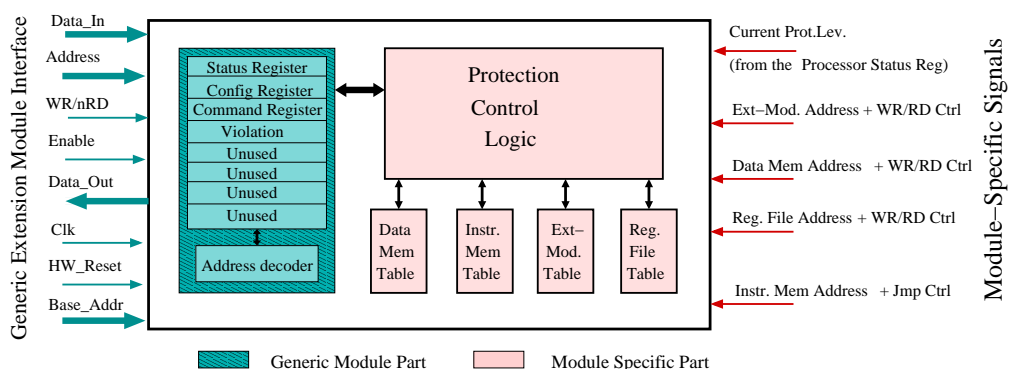 Generic Extension Module Interface
Data_In
Address
WR/nRD
Enable
Data_Out
Clk
HW_Reset
Base_Addr
Status Register
Config Register
Command Register
Violation
Unused
Unused
Unused
Unused
Address decoder
Protection
Control
Logic
Data
Mem
Table
Instr.
Mem
Table
Ext−
Mod.
Table
Reg.
File
Table
Current Prot.Lev.
(from the Processor Status Reg)
Ext−Mod. Address + WR/RD Ctrl
Data Mem Address + WR/RD Ctrl
Reg. File Address + WR/RD Ctrl
Instr. Mem Address + Jmp Ctrl
Module−Specific Signals
Generic Module Part
Module Specific Part